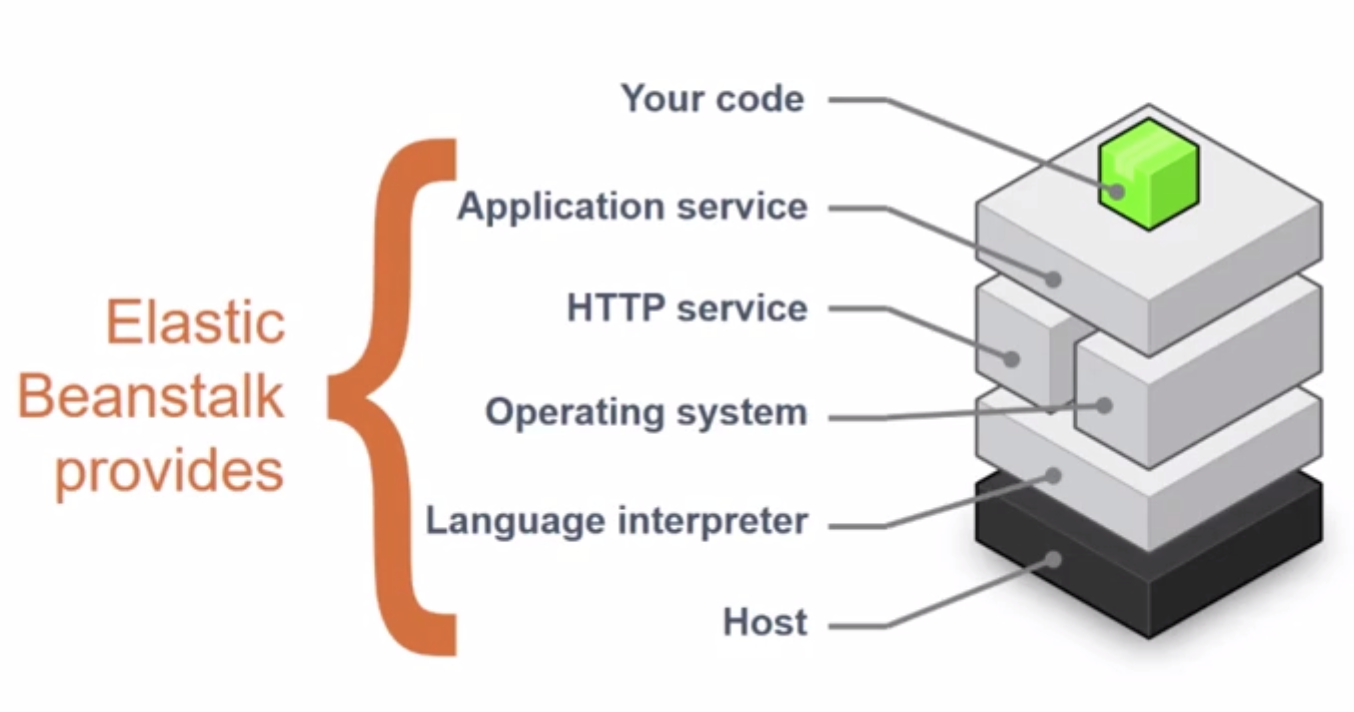 Your code
Application service
HTTP service
Operating system
Language interpreter
Host
Elastic
Beanstalk
provides